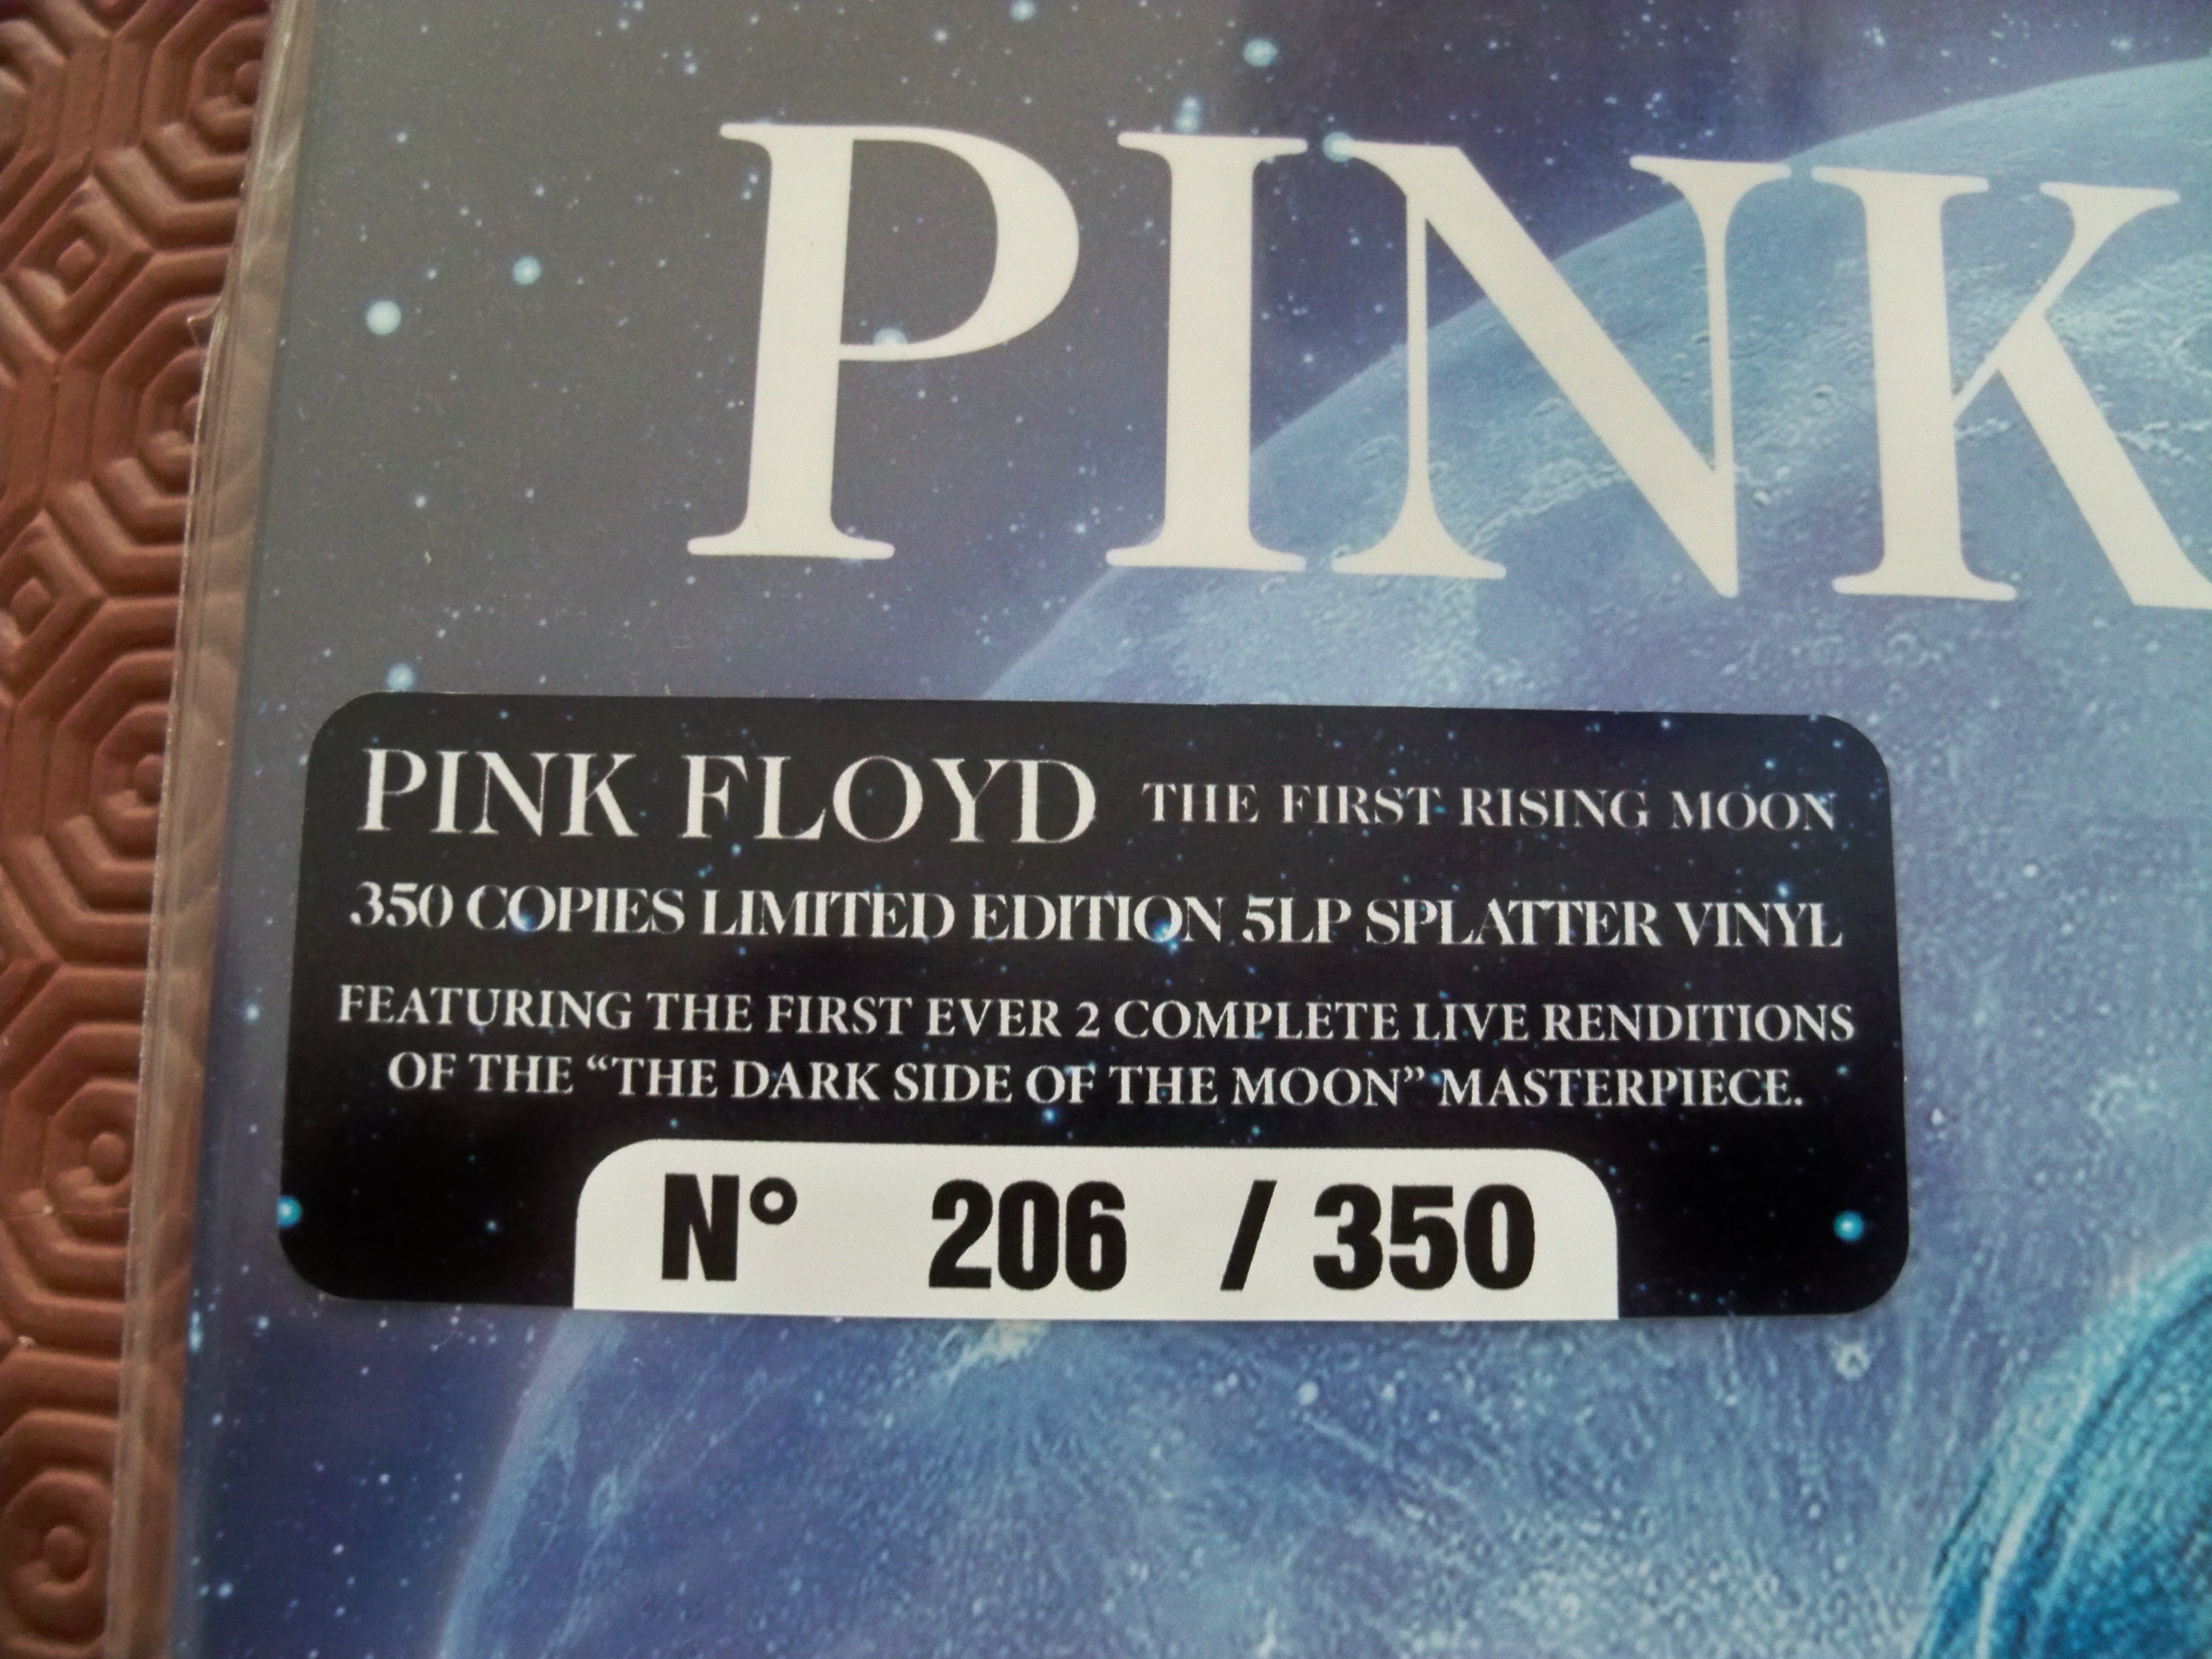 PINK
PINK FLOYD THE FIRST RISING MOON
350 COPIES LIMITED EDITION 5LP SPLATTER VINYL
FEATURING THE FIRST EVER 2 COMPLETE LIVE RENDITIONS
OF THE “THE DARK SIDE OF THE MOON” MASTERPIECE.
N° 206 / 350